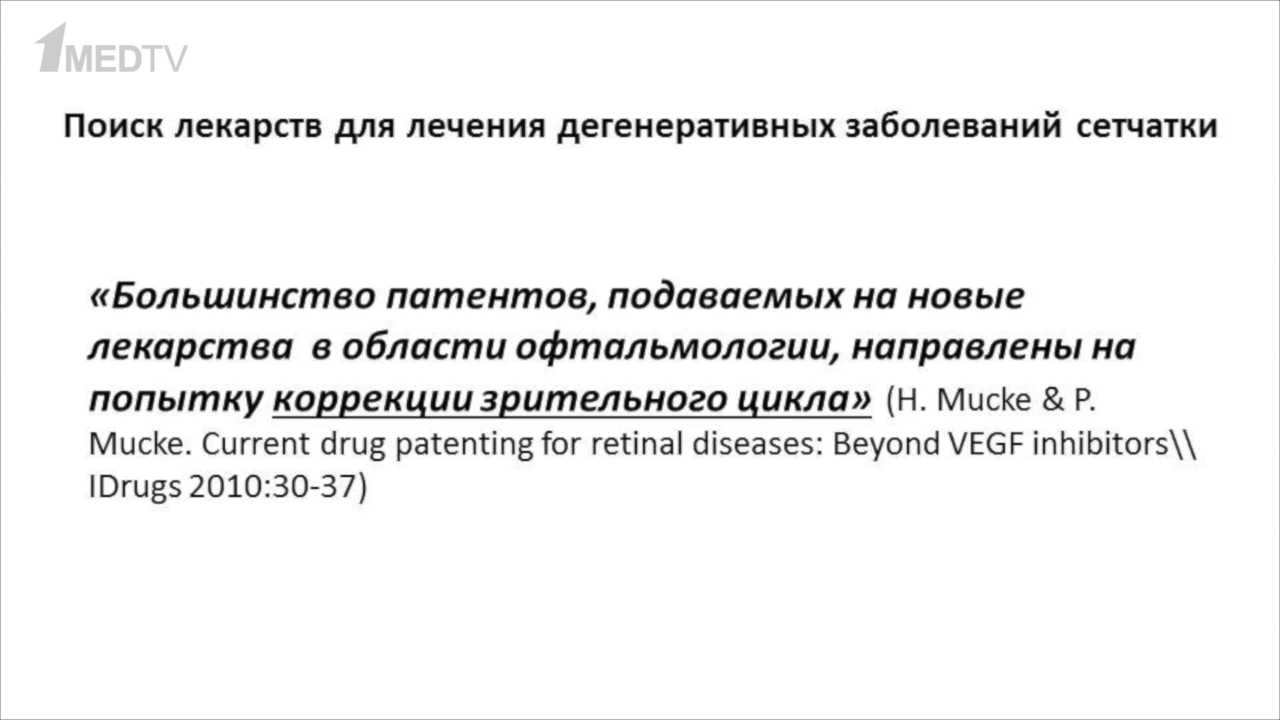 1MEDTV
Поиск лекарств для лечения дегенеративных заболеваний сетчатки
«Большинство патентов, подаваемых на новые
лекарства в области офтальмологии, направлены на
попытку коррекции зрительного цикла» (H. Mucke & P.
Mucke. Current drug patenting for retinal diseases: Beyond VEGF inhibitors\\
IDrugs 2010:30-37)